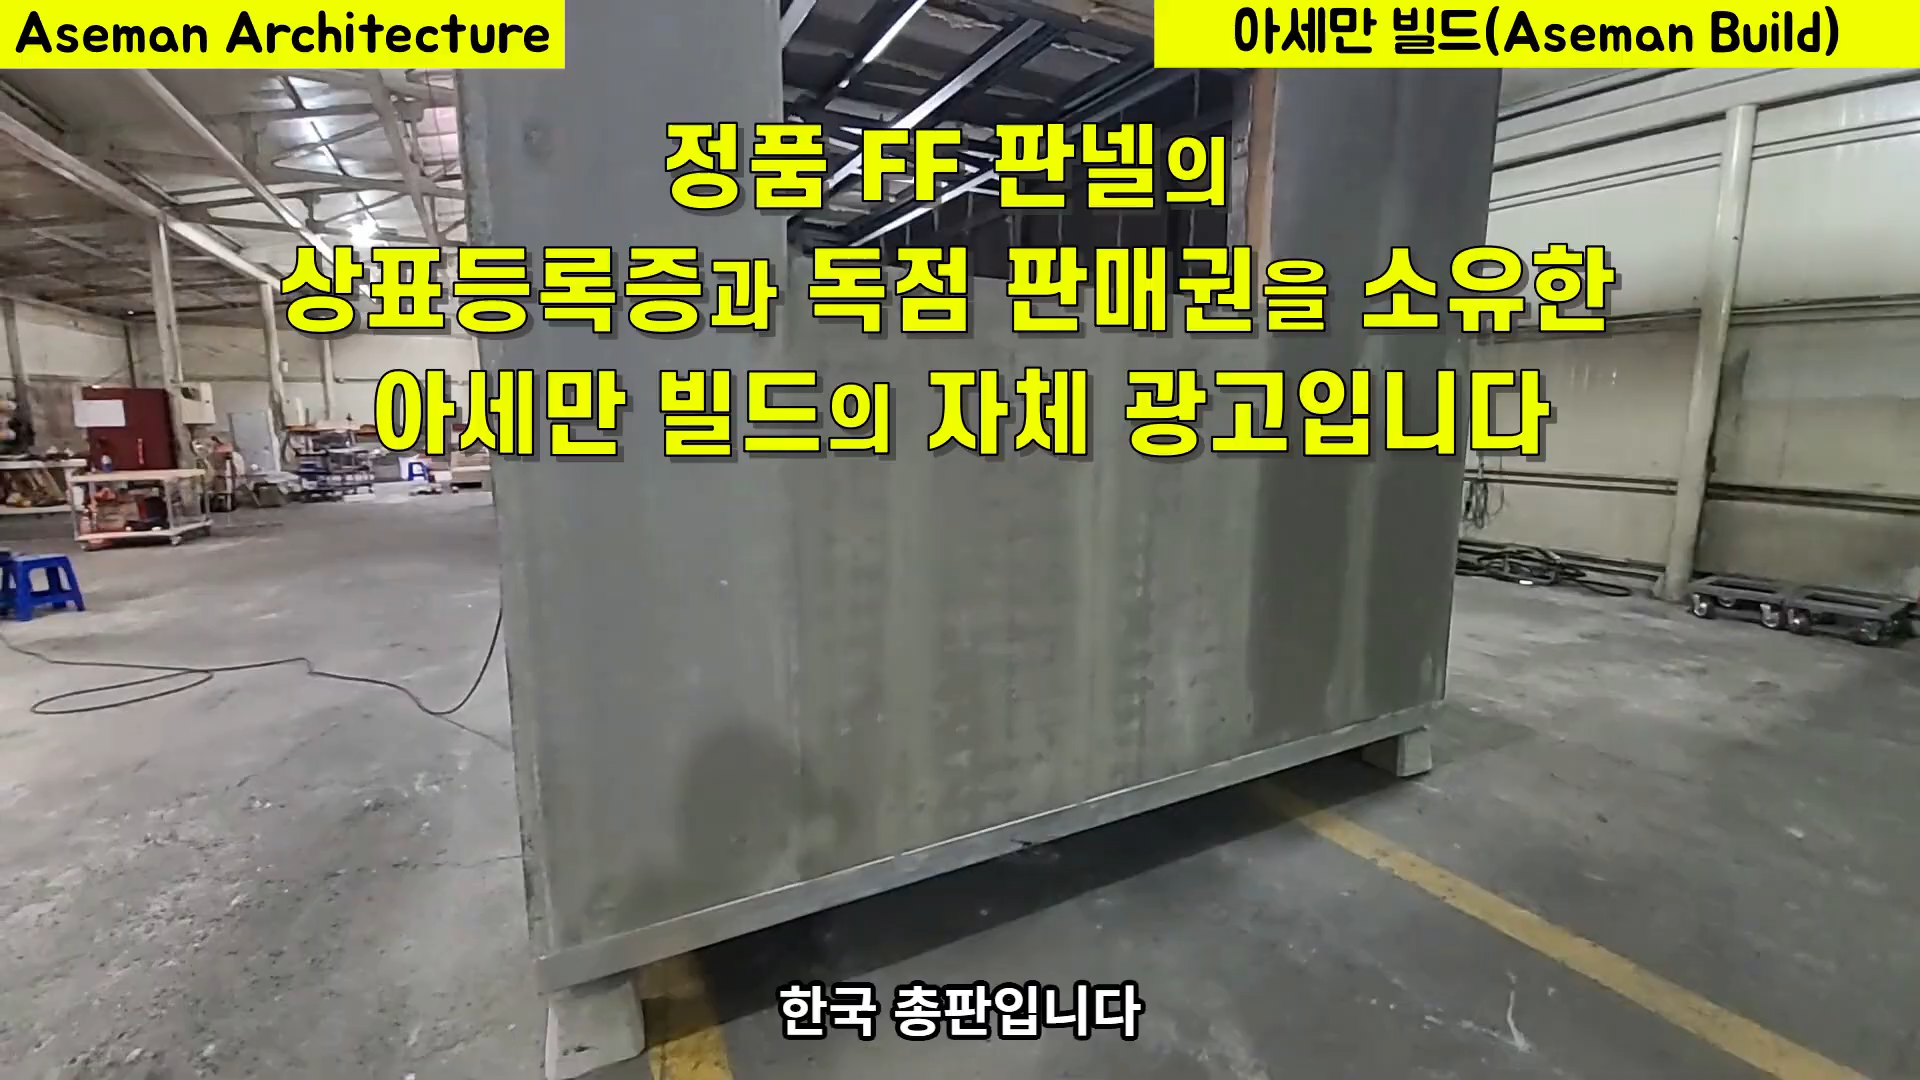 Aseman Architecture
아세만 빌드(Aseman Build)
정품 FF 판넬의
상표등록증과 독점 판매권을 소유한
아세만 빌드의 자체 광고입니다
한국 총판입니다